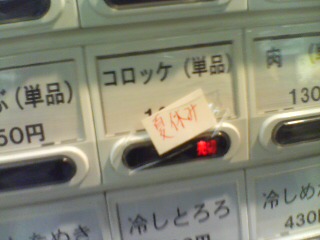 ぶ(単品)
50円
コロッケ(単品)
夏休み
肉
130
冷しとろろ
冷しめ
430